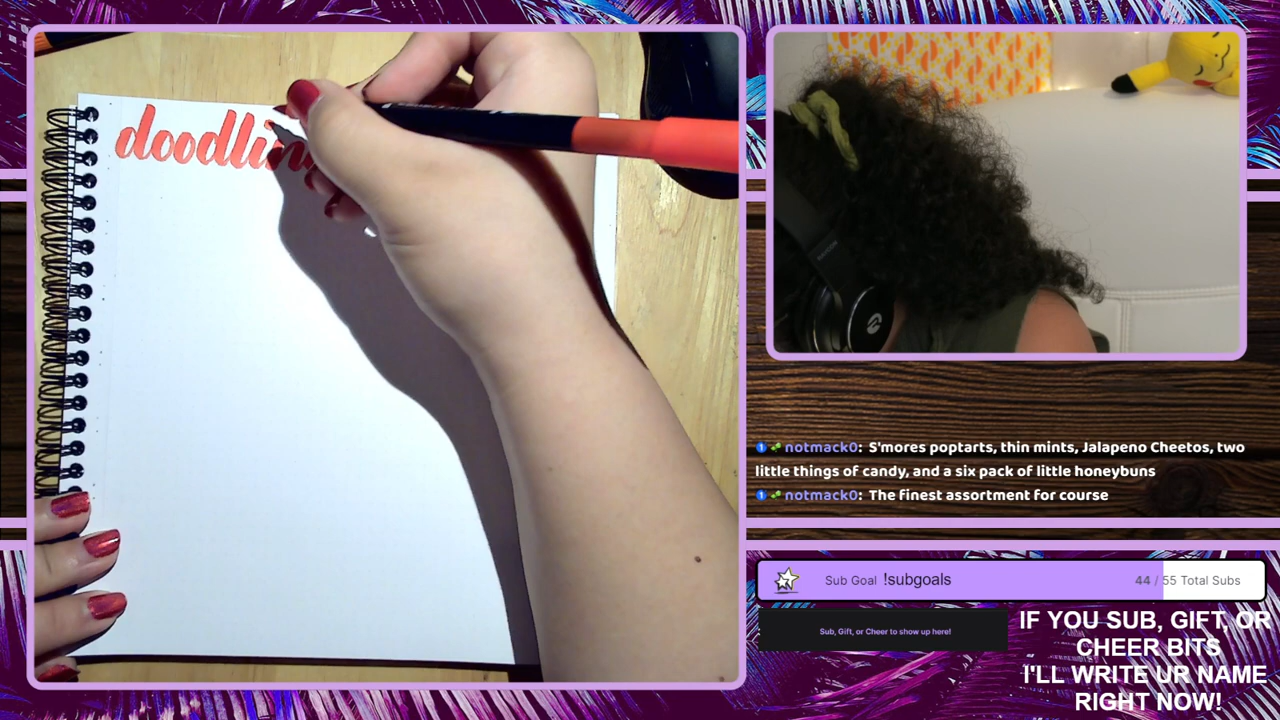 notmack0: S'mores poptarts, thin mints, Jalapeno Cheetos, two
little things of candy, and a six pack of little honeybuns
notmack0: The finest assortment for course
Sub Goal !subgoals 44 / 55 Total Subs
Sub, Gift, or Cheer to show up here!
IF YOU SUB, GIFT, OR
CHEER BITS
I'LL WRITE UR NAME
RIGHT NOW!